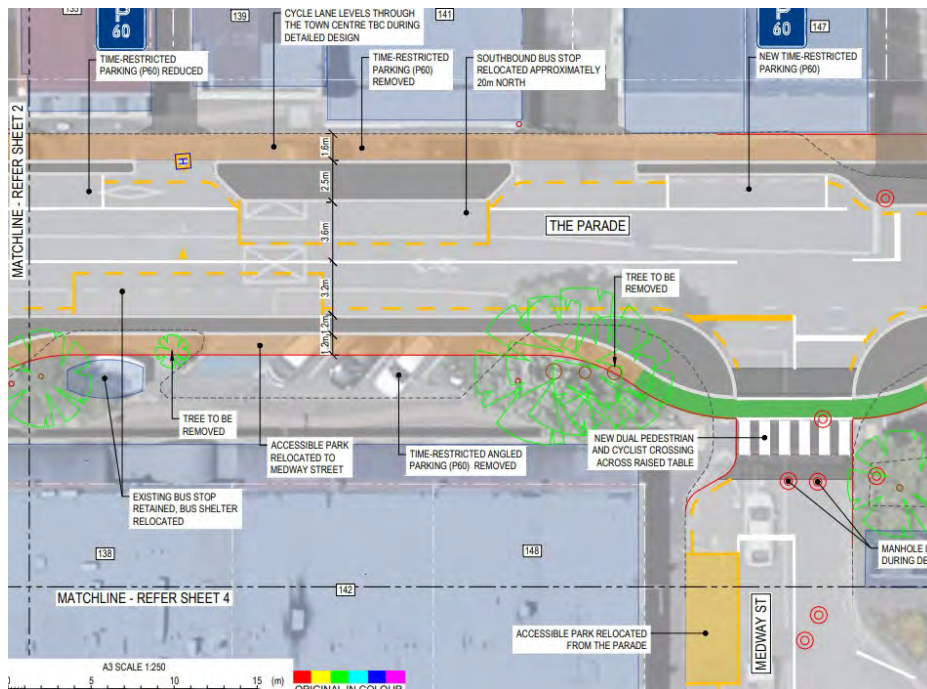 139
141
147
P
60
P
60
CYCLE LANE LEVELS THROUGH
THE TOWN CENTRE TBC DURING
DETAILED DESIGN
TIME-RESTRICTED
PARKING (P60) REDUCED
TIME-RESTRICTED
PARKING (P60)
REMOVED
SOUTHBOUND BUS STOP
RELOCATED APPROXIMATELY
20m NORTH
NEW TIME-RESTRICTED
PARKING (P60)
MATCHLINE - REFER SHEET 2
1.6m
2.5m
3.6m
3.2m
1.2m
1.2m
H
THE PARADE
TREE TO BE
REMOVED
TREE TO BE
REMOVED
ACCESSIBLE PARK
RELOCATED TO
MEDWAY STREET
TIME-RESTRICTED ANGLED
PARKING (P60) REMOVED
NEW DUAL PEDESTRIAN
AND CYCLIST CROSSING
ACROSS RAISED TABLE
EXISTING BUS STOP
RETAINED, BUS SHELTER
RELOCATED
MANHOLE
DURING DE
138
148
142
MATCHLINE - REFER SHEET 4
ACCESSIBLE PARK RELOCATED
FROM THE PARADE
MEDWAY ST
A3 SCALE 1:250
0 5 10 15 (m)
ORIGINAL IN COLOUR